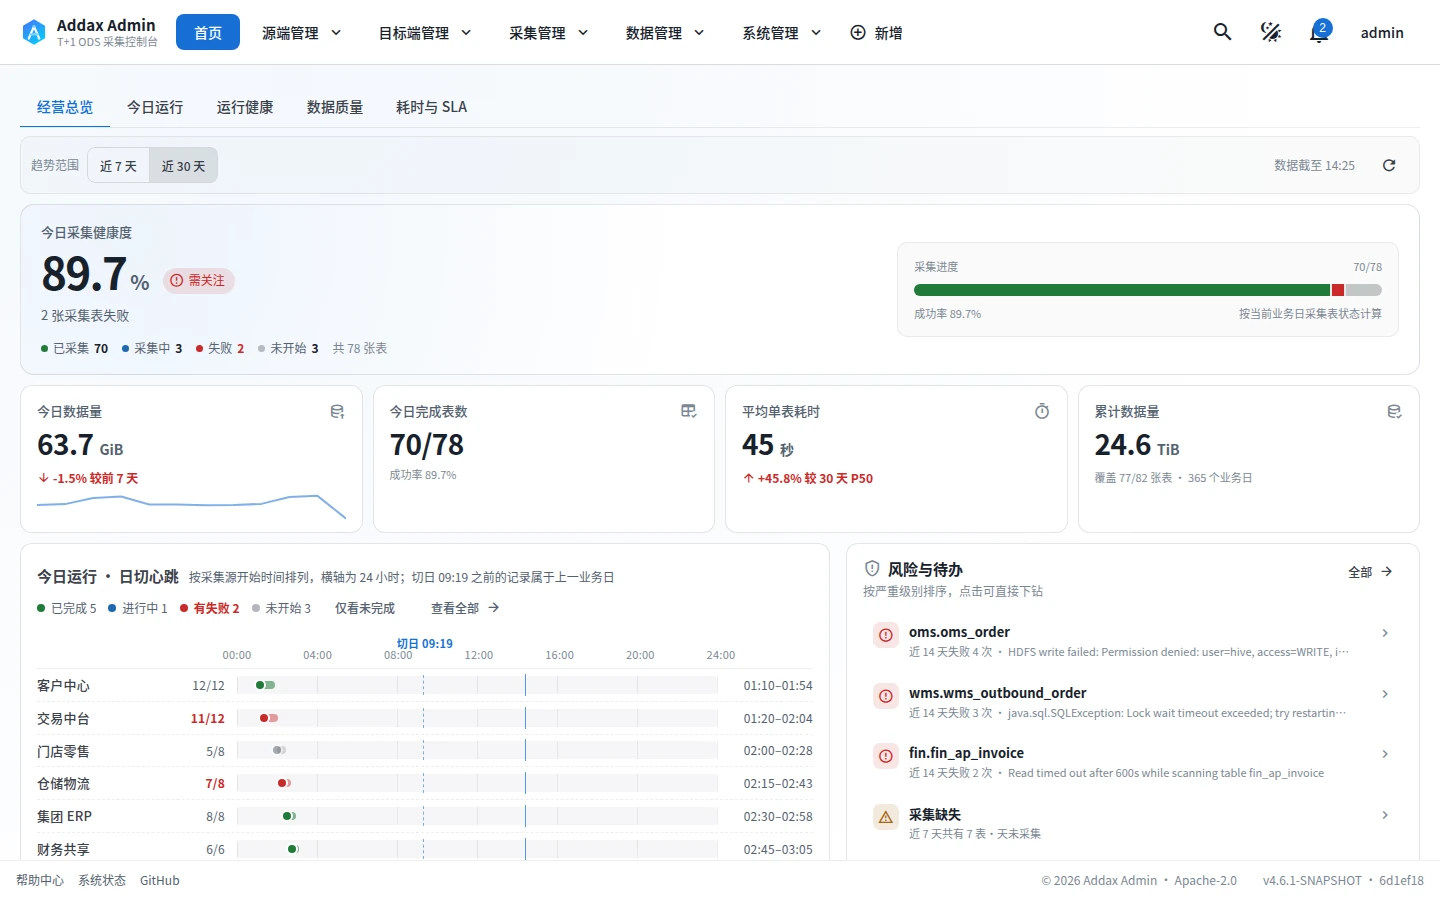 Addax Admin
T+1 ODS 采集控制台
首页
源端管理
目标端管理
采集管理
数据管理
系统管理
新增
2
admin
经营总览
今日运行
运行健康
数据质量
耗时与 SLA
趋势范围
近 7 天
近 30 天
数据截至 14:25
今日采集健康度
89.7 %
需关注
2 张采集表失败
已采集 70
采集中 3
失败 2
未开始 3
共 78 张表
采集进度
70/78
成功率 89.7%
按当前业务日采集表状态计算
今日数据量
63.7 GiB
-1.5% 较前 7 天
今日完成表数
70/78
成功率 89.7%
平均单表耗时
45 秒
+45.8% 较 30 天 P50
累计数据量
24.6 TiB
覆盖 77/82 张表 · 365 个业务日
今日运行 · 日切心跳
按采集源开始时间排列，横轴为 24 小时；切日 09:19 之前的记录属于上一业务日
已完成 5
进行中 1
有失败 2
未开始 3
仅看未完成
查看全部
切日 09:19
00:00
04:00
08:00
12:00
16:00
20:00
24:00
客户中心 12/12 01:10–01:54
交易中台 11/12 01:20–02:04
门店零售 5/8 02:00–02:28
仓储物流 7/8 02:15–02:43
集团 ERP 8/8 02:30–02:58
财务共享 6/6 02:45–03:05
风险与待办
全部
按严重级别排序，点击可直接下钻
oms.oms_order
近 14 天失败 4 次 · HDFS write failed: Permission denied: user=hive, access=WRITE, i…
wms.wms_outbound_order
近 14 天失败 3 次 · java.sql.SQLException: Lock wait timeout exceeded; try restartin…
fin.fin_ap_invoice
近 14 天失败 2 次 · Read timed out after 600s while scanning table fin_ap_invoice
采集缺失
近 7 天共有 7 表·天未采集
帮助中心
系统状态
GitHub
© 2026 Addax Admin · Apache-2.0
v4.6.1-SNAPSHOT · 6d1ef18